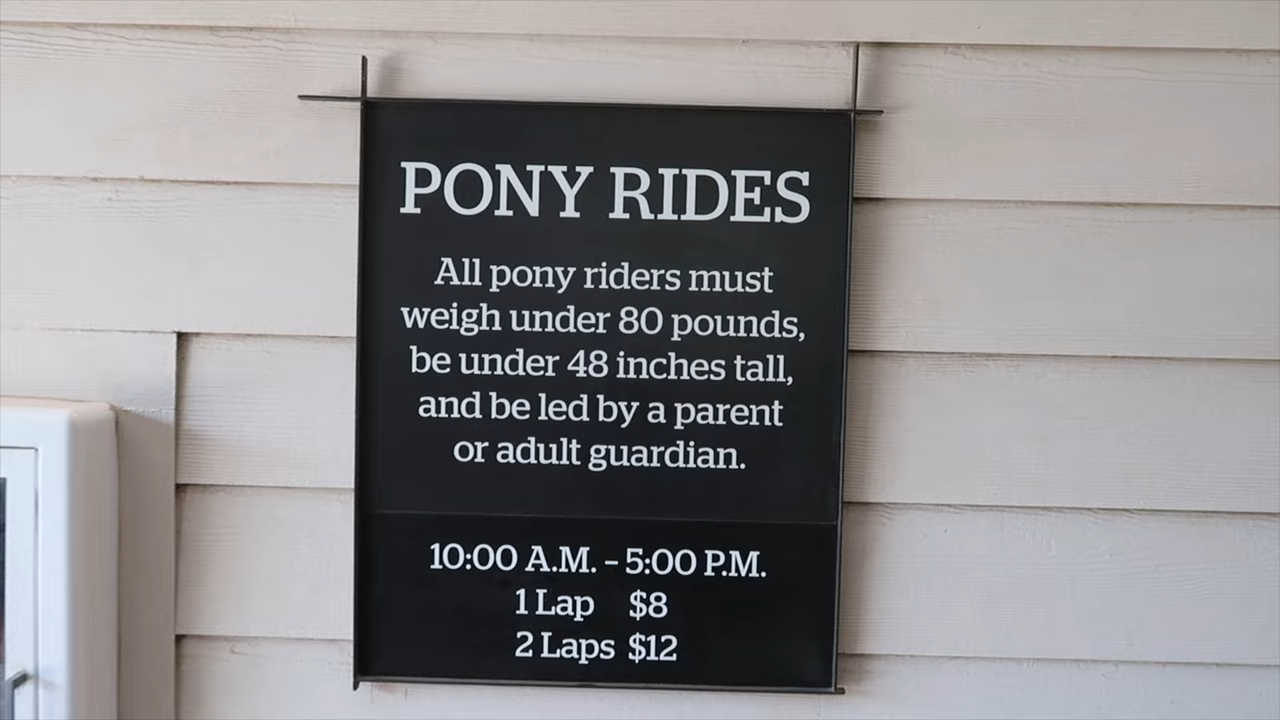 PONY RIDES
All pony riders must
weigh under 80 pounds,
be under 48 inches tall,
and be led by a parent
or adult guardian.
10:00 A.M. – 5:00 P.M.
1 Lap $8
2 Laps $12